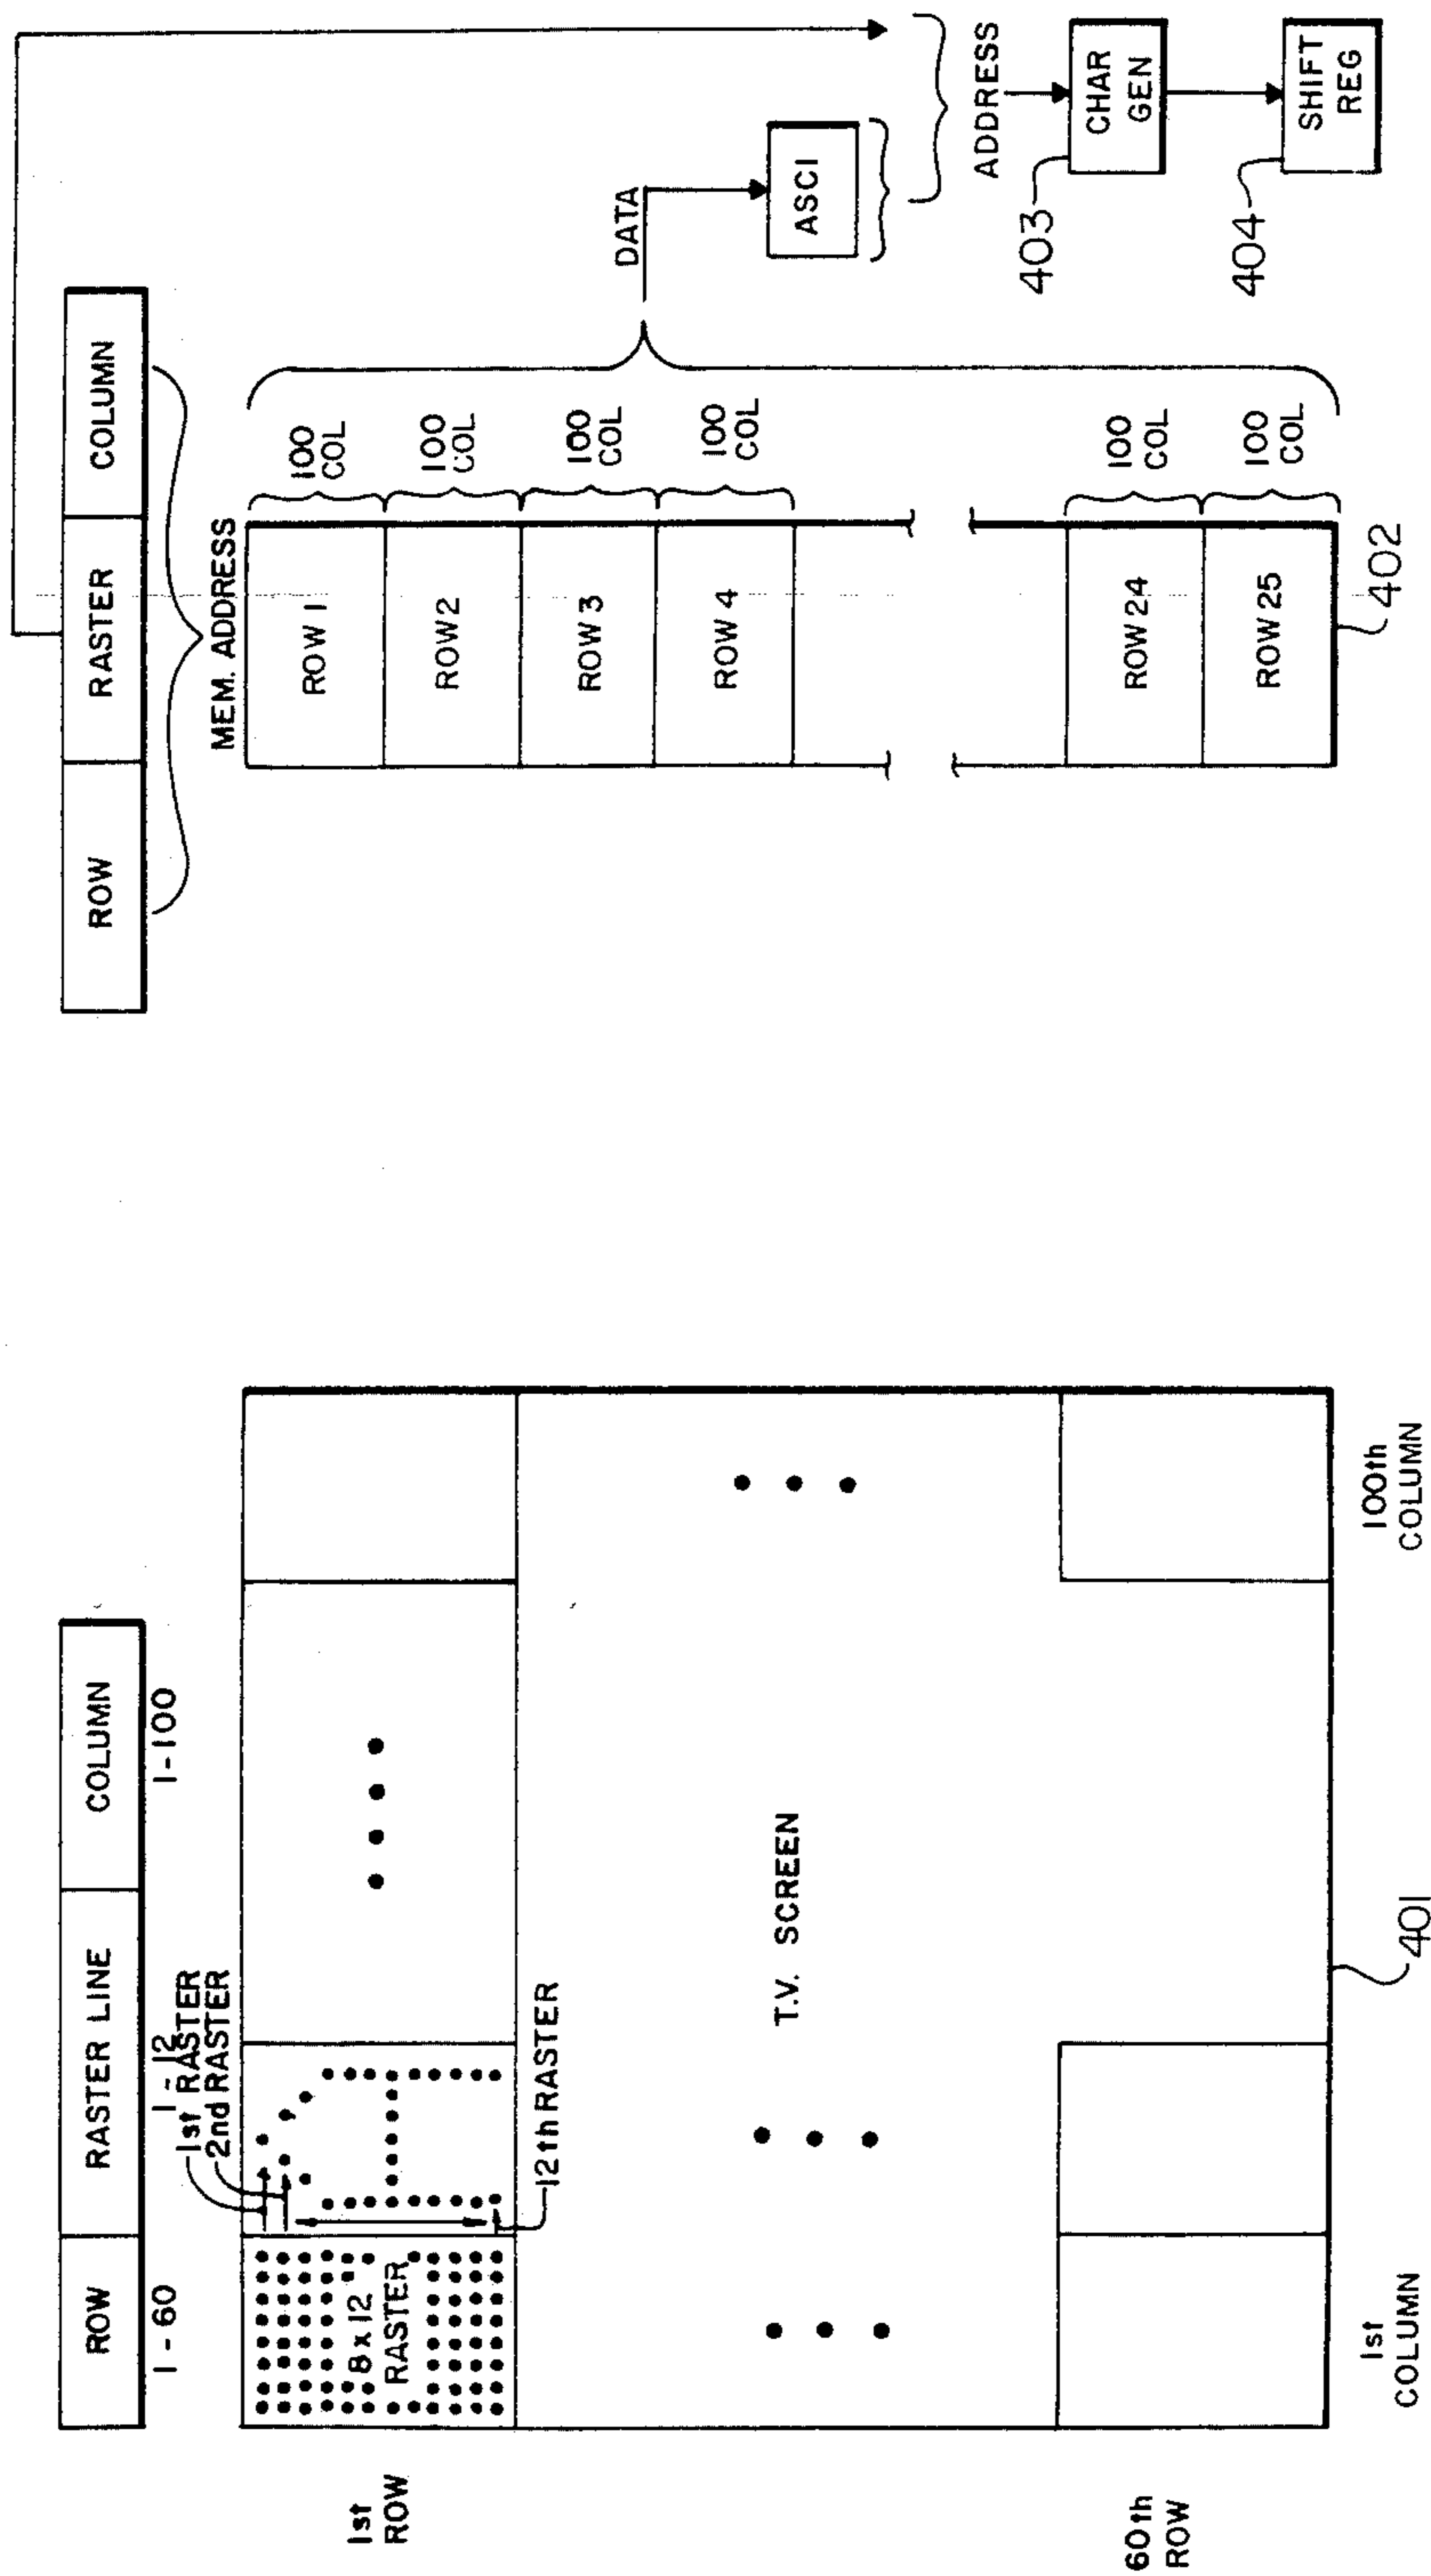 ROW
RASTER LINE
COLUMN
1-60
1-12
1-100
1st RASTER
2nd RASTER
1st
ROW
8 x 12
RASTER
12th RASTER
T.V. SCREEN
60th
ROW
1st
COLUMN
100th
COLUMN
401
ROW
RASTER
COLUMN
MEM. ADDRESS
ROW 1
100
COL
ROW 2
100
COL
ROW 3
100
COL
ROW 4
100
COL
ROW 24
100
COL
ROW 25
100
COL
402
DATA
ASCI
ADDRESS
403
CHAR
GEN
404
SHIFT
REG